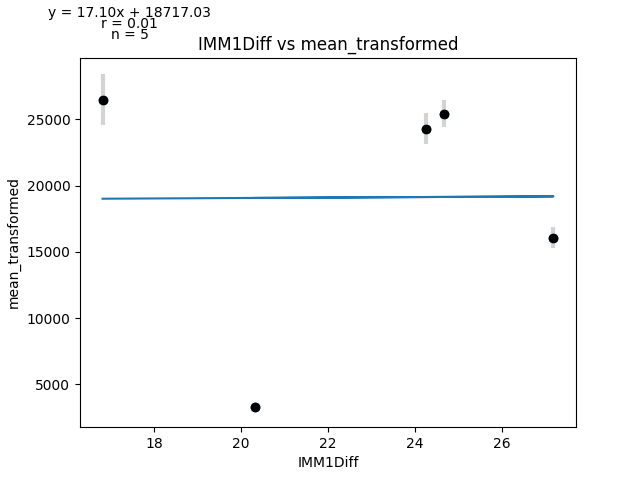 y = 17.10x + 18717.03
r = 0.01
n = 5
IMM1Diff vs mean_transformed
mean_transformed
25000
20000
15000
10000
5000
18
20
22
24
26
IMM1Diff